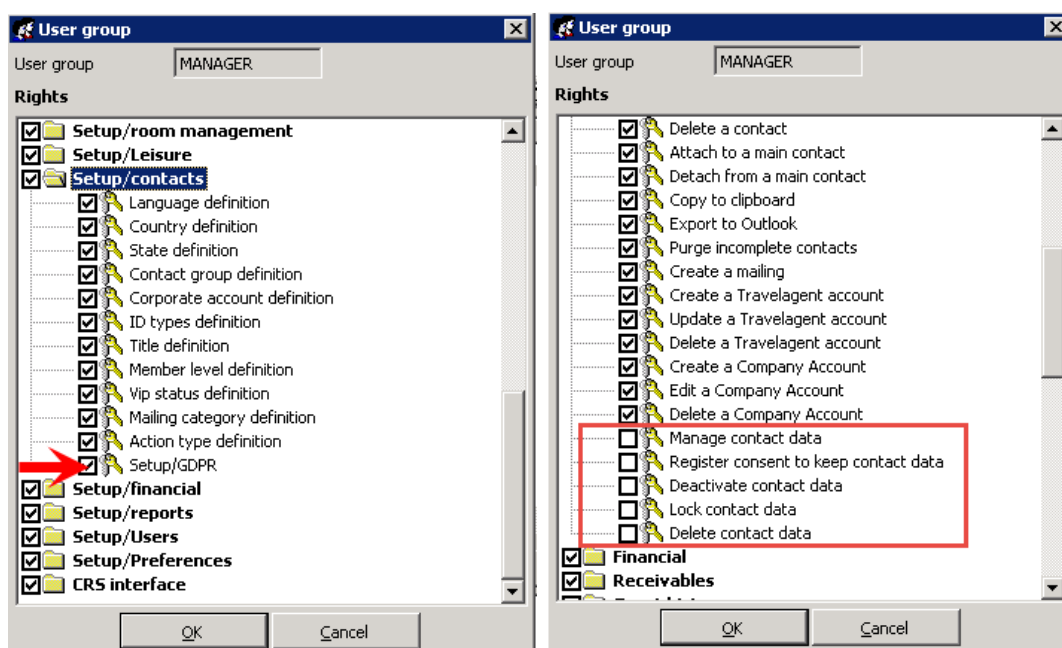 User group
User group MANAGER
Rights
Setup/room management
Setup/Leisure
Setup/contacts
Language definition
Country definition
State definition
Contact group definition
Corporate account definition
ID types definition
Title definition
Member level definition
Vip status definition
Mailing category definition
Action type definition
Setup/GDPR
Setup/financial
Setup/reports
Setup/Users
Setup/Preferences
CRS interface
OK Cancel
User group
User group MANAGER
Rights
Delete a contact
Attach to a main contact
Detach from a main contact
Copy to clipboard
Export to Outlook
Purge incomplete contacts
Create a mailing
Create a Travelagent account
Update a Travelagent account
Delete a Travelagent account
Create a Company Account
Edit a Company Account
Delete a Company Account
Manage contact data
Register consent to keep contact data
Deactivate contact data
Lock contact data
Delete contact data
Financial
Receivables
OK Cancel